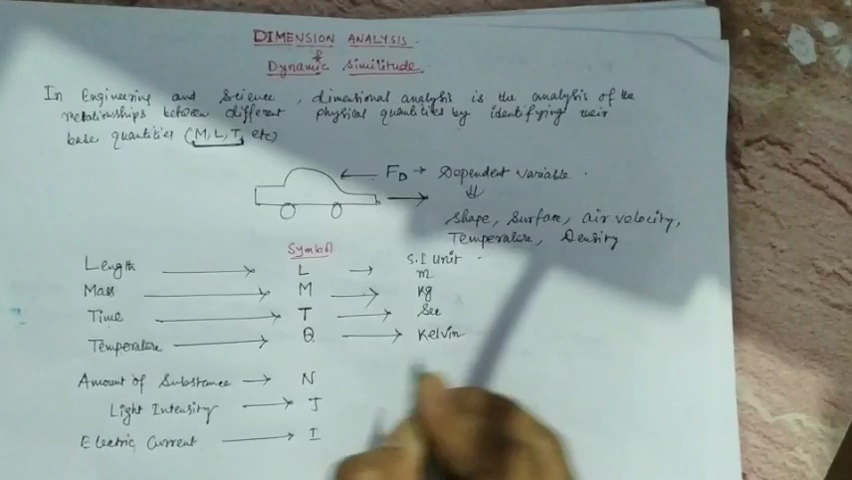 DIMENSION ANALYSIS
&
Dynamic Similitude
In Engineering and Science, dimensional analysis is the analysis of the
relationships between different physical quantities by identifying their
base quantities (M, L, T, etc)
F_D → Dependent Variable.
⇓
Shape, Surface, air velocity,
Temperature, Density
Symbol S.I Unit -
Length → L → m
Mass → M → kg
Time → T → Sec
Temperature → θ → Kelvin
Amount of Substance → N
Light Intensity → J
Electric Current → I